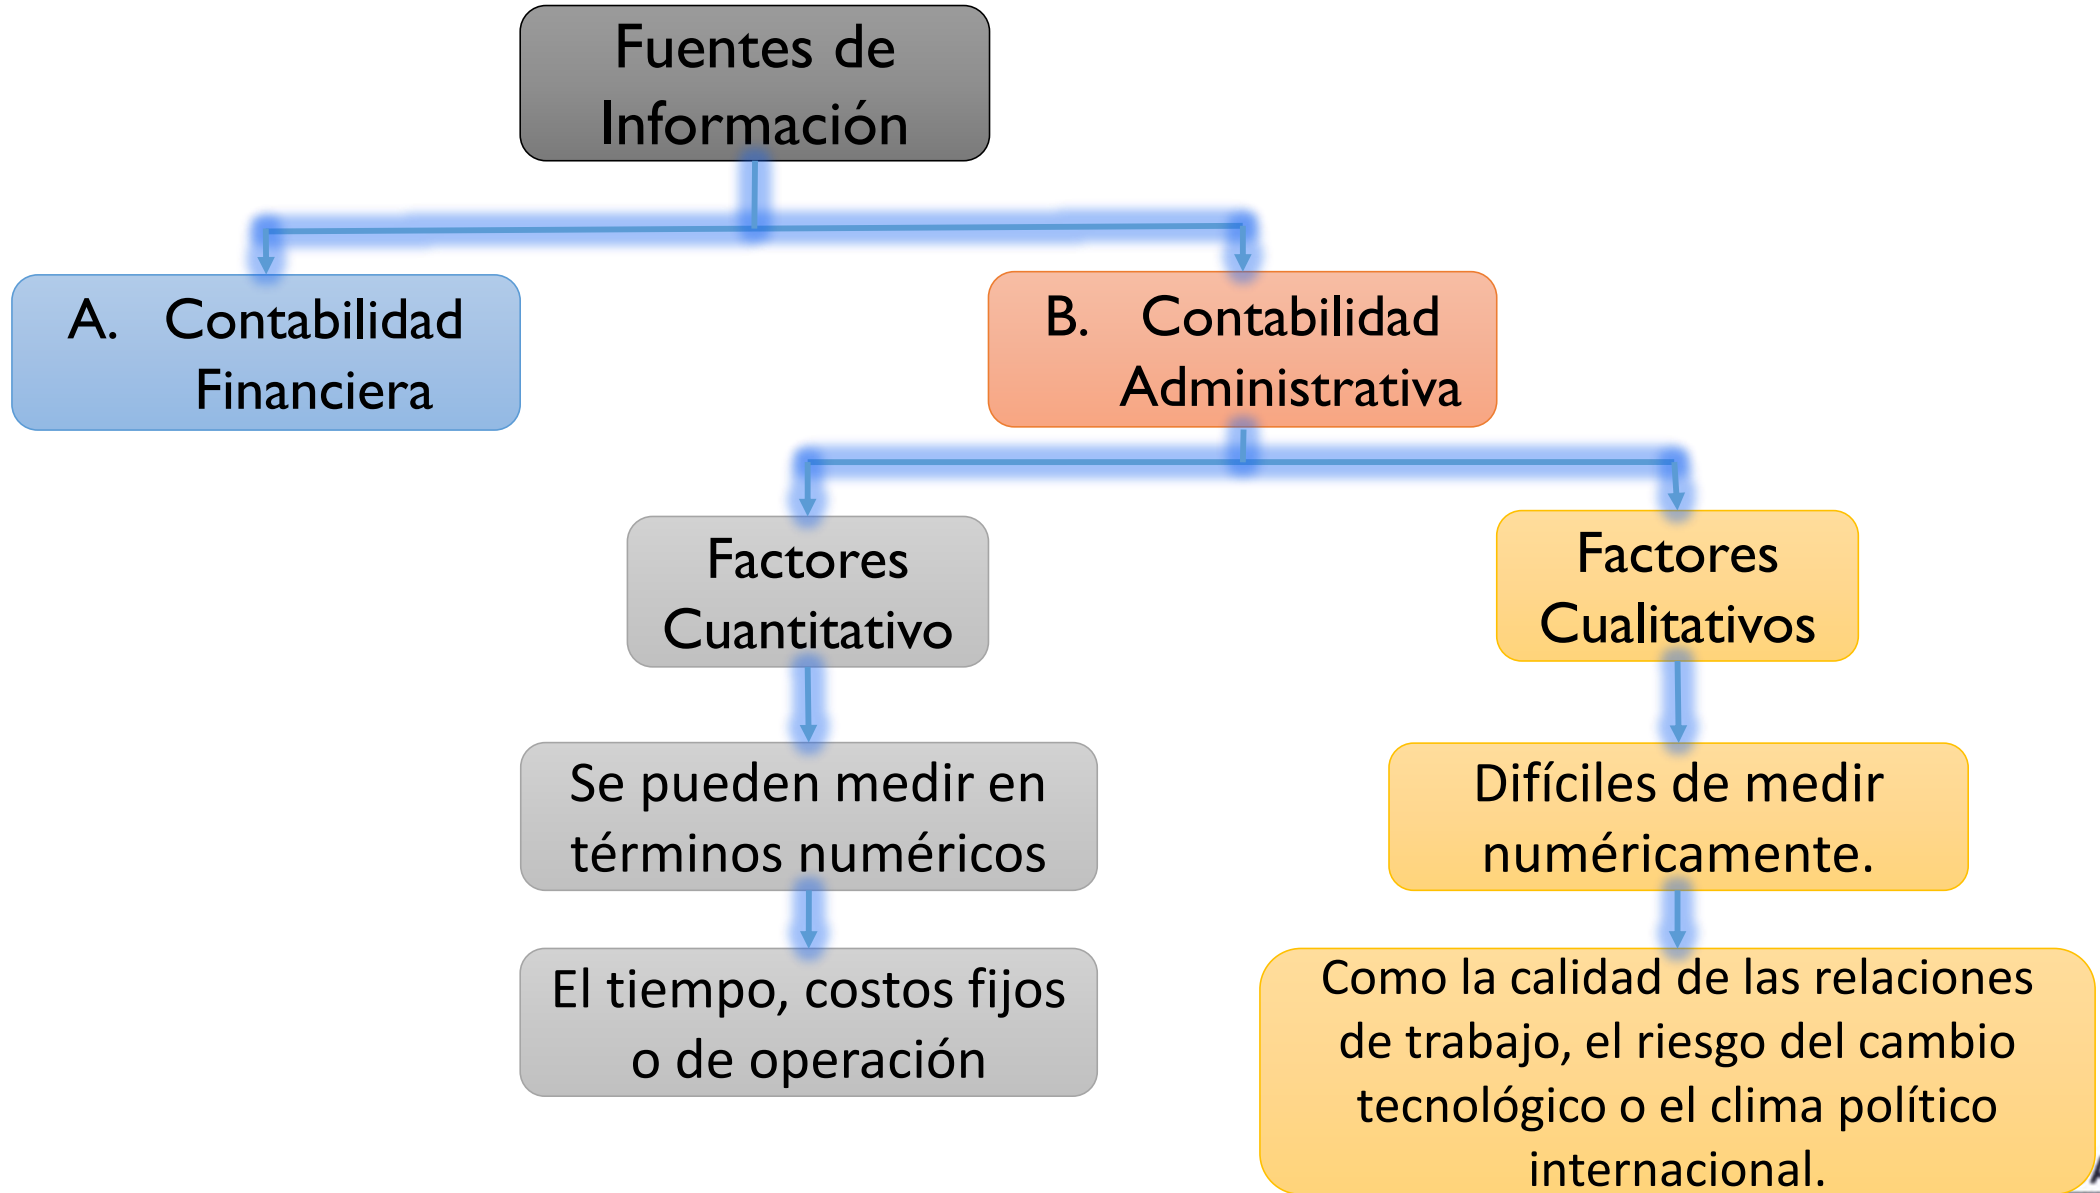 Fuentes de
Información
A. Contabilidad
Financiera
B. Contabilidad
Administrativa
Factores
Cuantitativo
Factores
Cualitativos
Se pueden medir en
términos numéricos
Difíciles de medir
numéricamente.
El tiempo, costos fijos
o de operación
Como la calidad de las relaciones
de trabajo, el riesgo del cambio
tecnológico o el clima político
internacional.